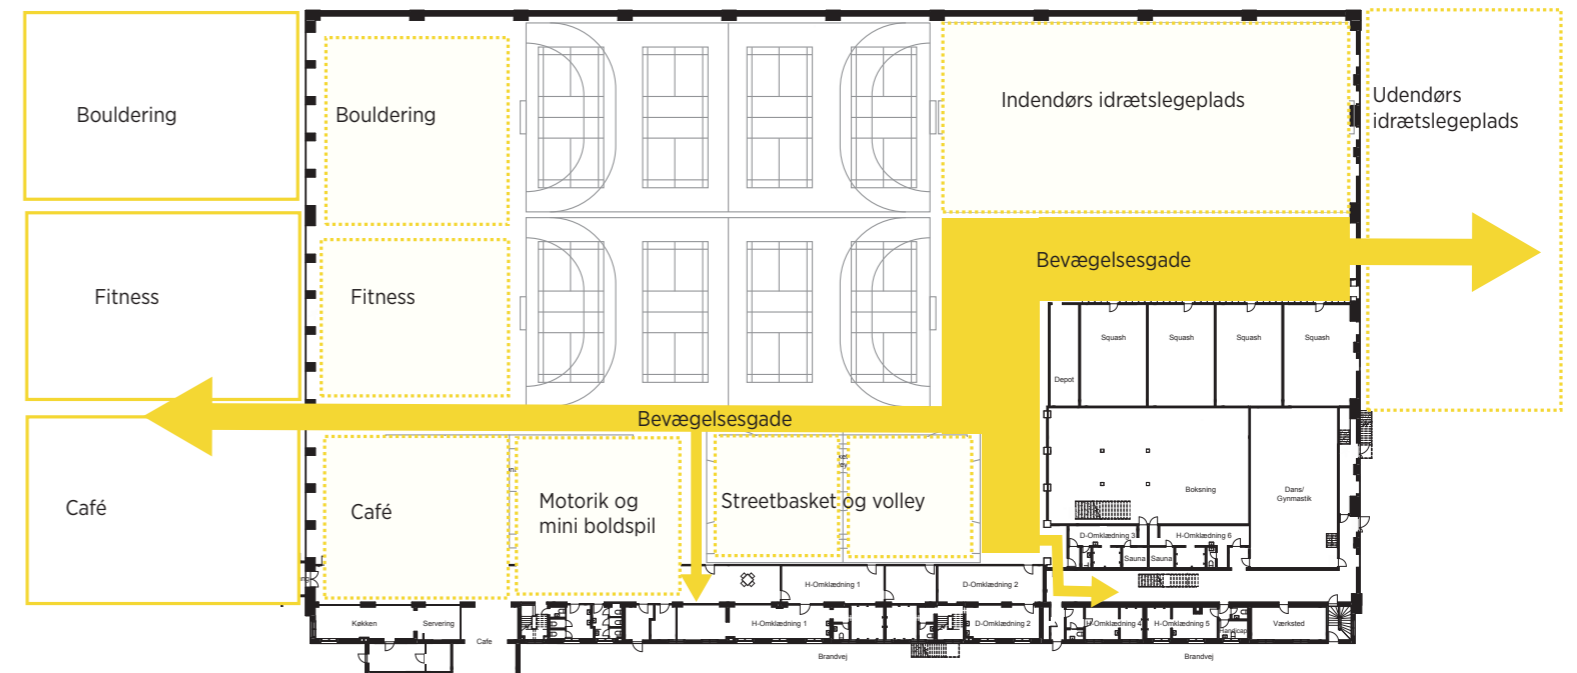 Bouldering
Bouldering
Indendørs idrætslegeplads
Udendørs
idrætslegeplads
Fitness
Fitness
Bevægelsesgade
Squash
Squash
Squash
Squash
Depot
Bevægelsesgade
Café
Café
Motorik og
mini boldspil
Streetbasket og volley
Boksning
Dans/
Gynmastik
D-Omklædning 3
H-Omklædning 6
Sauna
Sauna
H-Omklædning 1
D-Omklædning 2
Køkken
Servering
H-Omklædning 1
D-Omklædning 2
H-Omklædning 4
H-Omklædning 5
Handicap
Værksted
Cafe
Brandvej
Brandvej